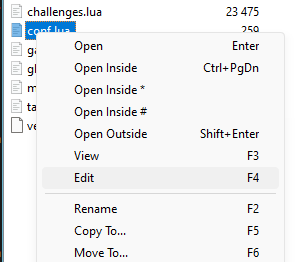 challenges.lua 23 475
conf.lua 259
ga
gl
m
ta
ve
Open Enter
Open Inside Ctrl+PgDn
Open Inside *
Open Inside #
Open Outside Shift+Enter
View F3
Edit F4
Rename F2
Copy To... F5
Move To... F6